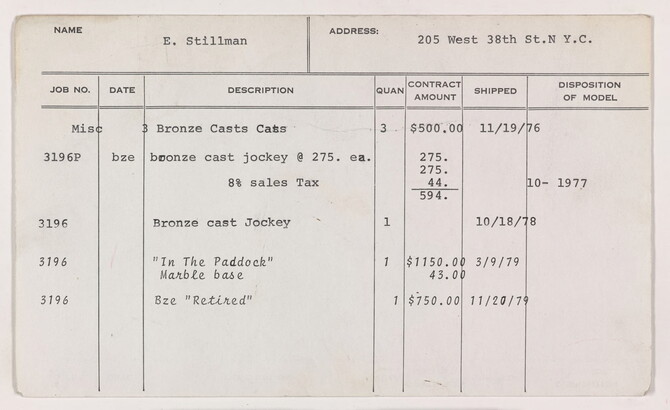 NAME E. Stillman ADDRESS: 205 West 38th St.N Y.C.
JOB NO. DATE DESCRIPTION QUAN CONTRACT AMOUNT SHIPPED DISPOSITION OF MODEL
Misc 3 Bronze Casts Cats 3 $500.00 11/19/76
3196P bze bronze cast jockey @ 275. ea. 275.
275.
8% sales Tax 44. 10- 1977
594.
3196 Bronze cast Jockey 1 10/18/78
3196 "In The Paddock" 1 $1150.00 3/9/79
Marble base 43.00
3196 Bze "Retired" 1 $750.00 11/20/79